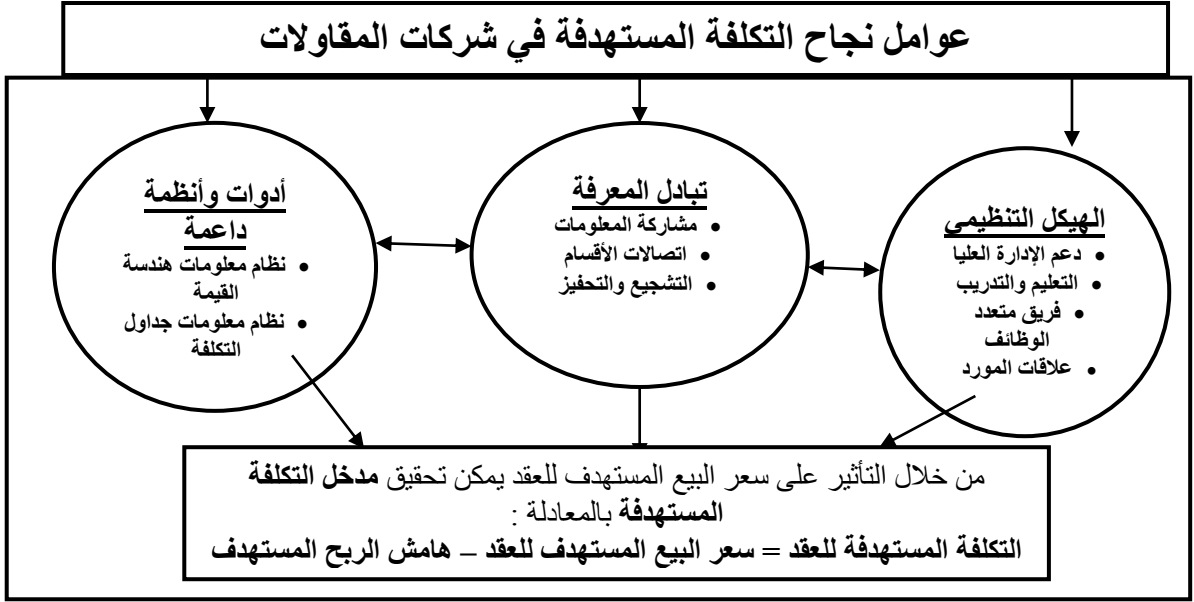 عوامل نجاح التكلفة المستهدفة في شركات المقاولات
الهيكل التنظيمي
• دعم الإدارة العليا
• التعليم والتدريب
• فريق متعدد
الوظائف
• علاقات المورد
تبادل المعرفة
• مشاركة المعلومات
• اتصالات الأقسام
• التشجيع والتحفيز
أدوات وأنظمة
داعمة
• نظام معلومات هندسة
القيمة
• نظام معلومات جداول
التكلفة
من خلال التأثير على سعر البيع المستهدف للعقد يمكن تحقيق مدخل التكلفة
المستهدفة بالمعادلة :
التكلفة المستهدفة للعقد = سعر البيع المستهدف للعقد – هامش الربح المستهدف